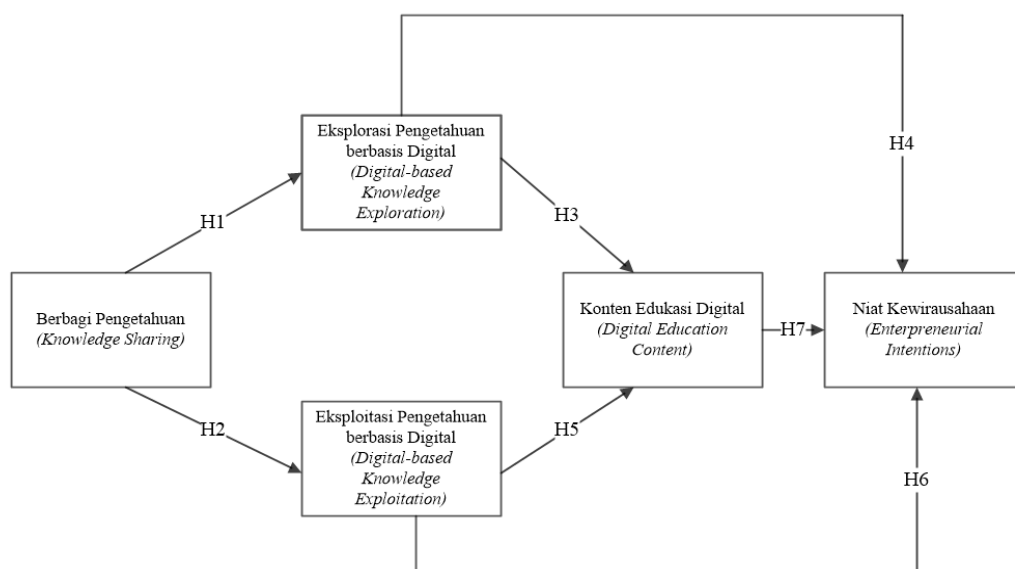 Eksplorasi Pengetahuan
berbasis Digital
(Digital-based
Knowledge
Exploration)
H4
H1
H3
Berbagi Pengetahuan
(Knowledge Sharing)
Konten Edukasi Digital
(Digital Education
Content)
H7
Niat Kewirausahaan
(Enterpreneurial
Intentions)
H2
Eksploitasi Pengetahuan
berbasis Digital
(Digital-based
Knowledge
Exploitation)
H5
H6